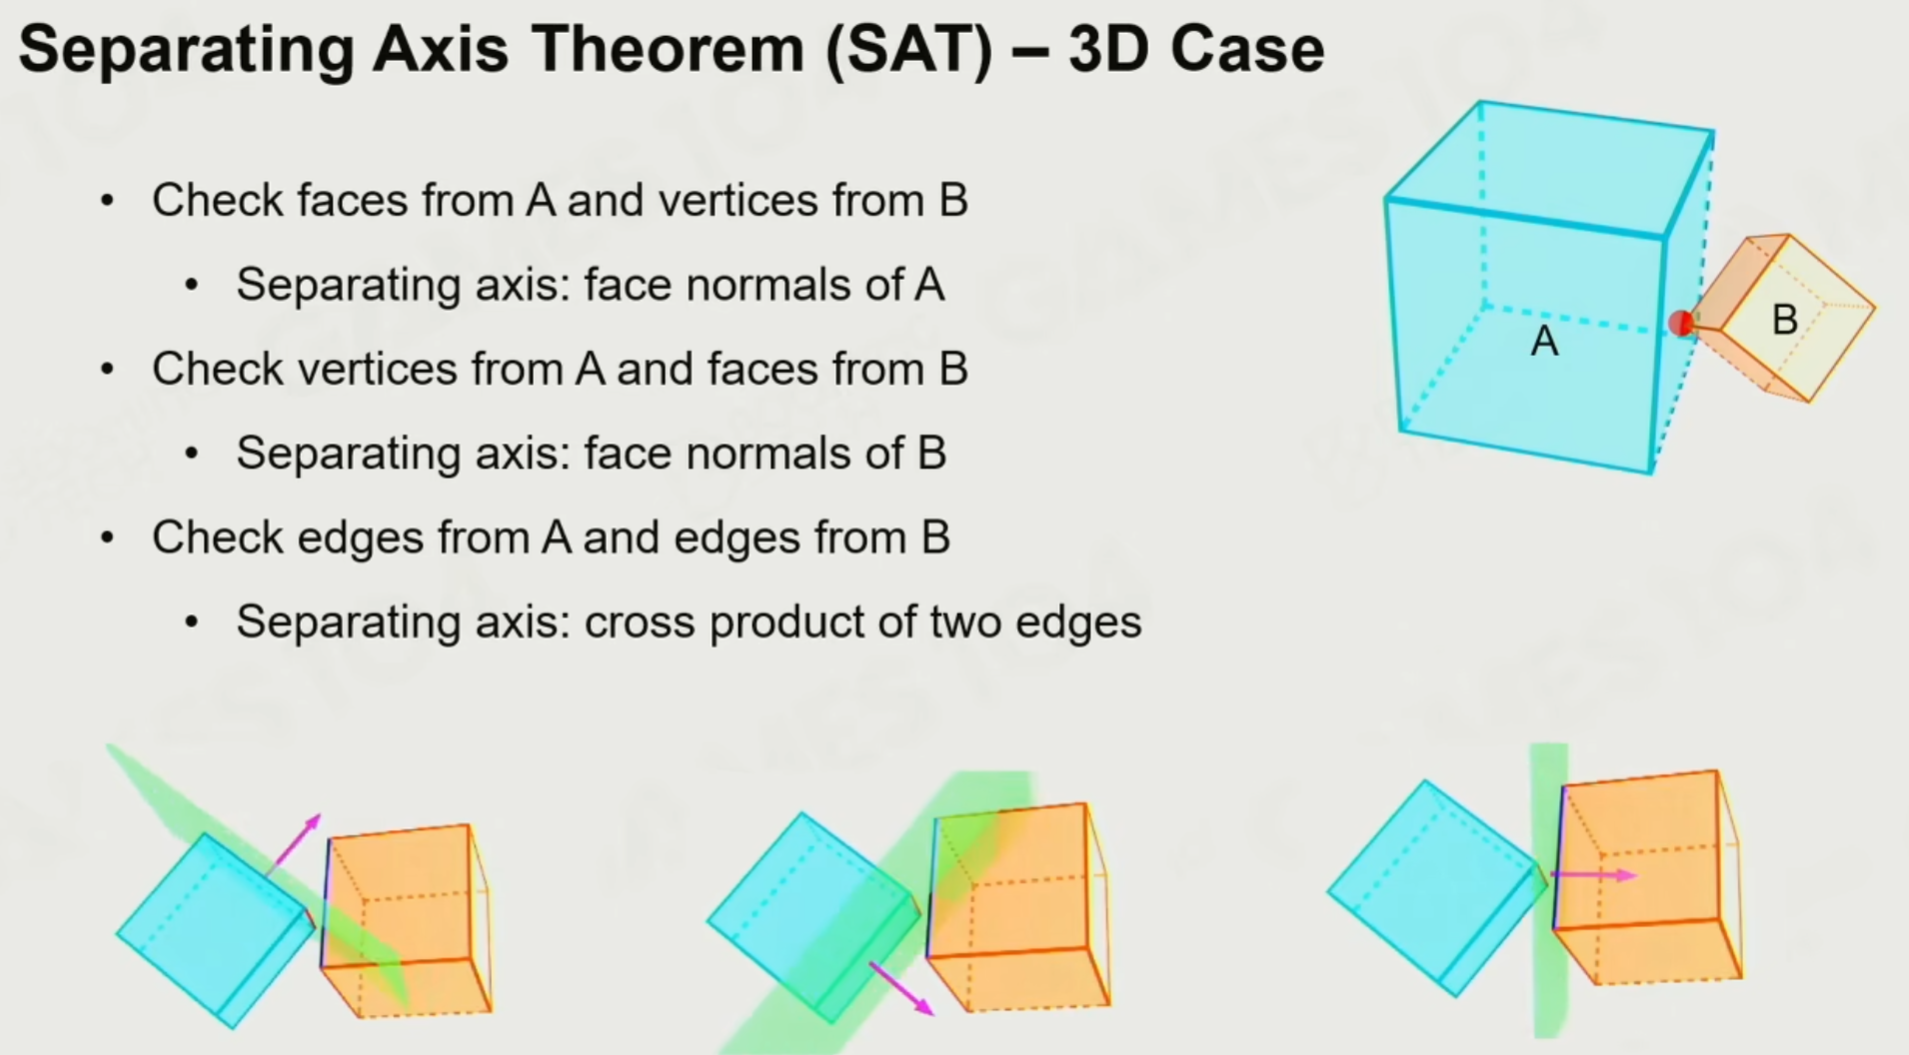 Separating Axis Theorem (SAT) – 3D Case
• Check faces from A and vertices from B
• Separating axis: face normals of A
• Check vertices from A and faces from B
• Separating axis: face normals of B
• Check edges from A and edges from B
• Separating axis: cross product of two edges
A
B
GAMES104
GAMES104